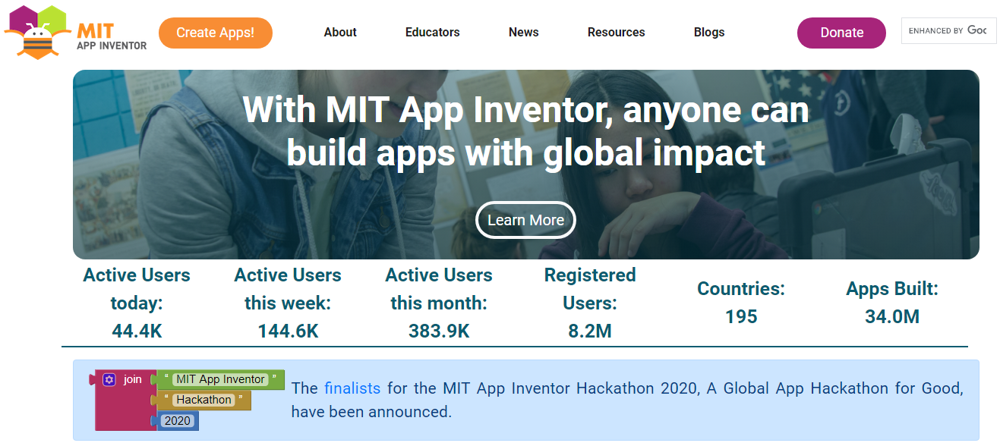 MIT
APP INVENTOR
Create Apps!
About
Educators
News
Resources
Blogs
Donate
ENHANCED BY Goo
With MIT App Inventor, anyone can
build apps with global impact
Learn More
Active Users
today:
44.4K
Active Users
this week:
144.6K
Active Users
this month:
383.9K
Registered
Users:
8.2M
Countries:
195
Apps Built:
34.0M
join
“ MIT App Inventor ”
“ Hackathon ”
2020
The finalists for the MIT App Inventor Hackathon 2020, A Global App Hackathon for Good,
have been announced.